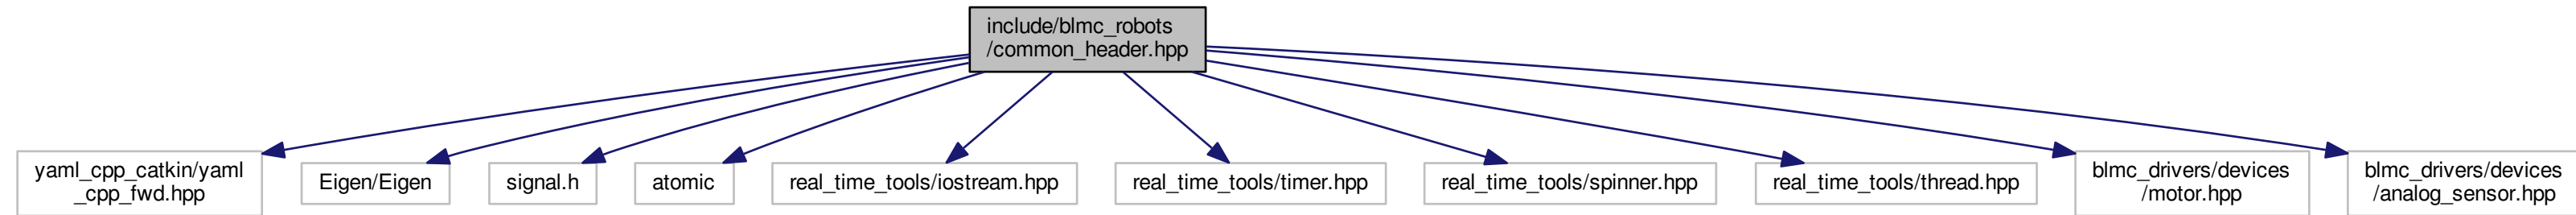 include/blmc_robots
/common_header.hpp
yaml_cpp_catkin/yaml
_cpp_fwd.hpp
Eigen/Eigen
signal.h
atomic
real_time_tools/iostream.hpp
real_time_tools/timer.hpp
real_time_tools/spinner.hpp
real_time_tools/thread.hpp
blmc_drivers/devices
/motor.hpp
blmc_drivers/devices
/analog_sensor.hpp